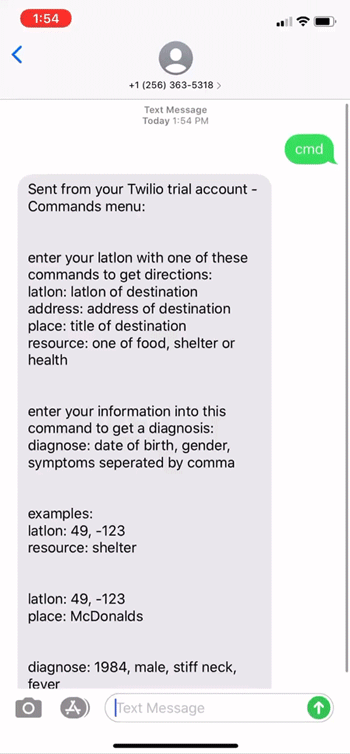 1:54
+1 (256) 363-5318 >
Text Message
Today 1:54 PM
cmd
Sent from your Twilio trial account -
Commands menu:
enter your latlon with one of these
commands to get directions:
latlon: latlon of destination
address: address of destination
place: title of destination
resource: one of food, shelter or
health
enter your information into this
command to get a diagnosis:
diagnose: date of birth, gender,
symptoms seperated by comma
examples:
latlon: 49, -123
resource: shelter
latlon: 49, -123
place: McDonalds
diagnose: 1984, male, stiff neck,
fever
Text Message